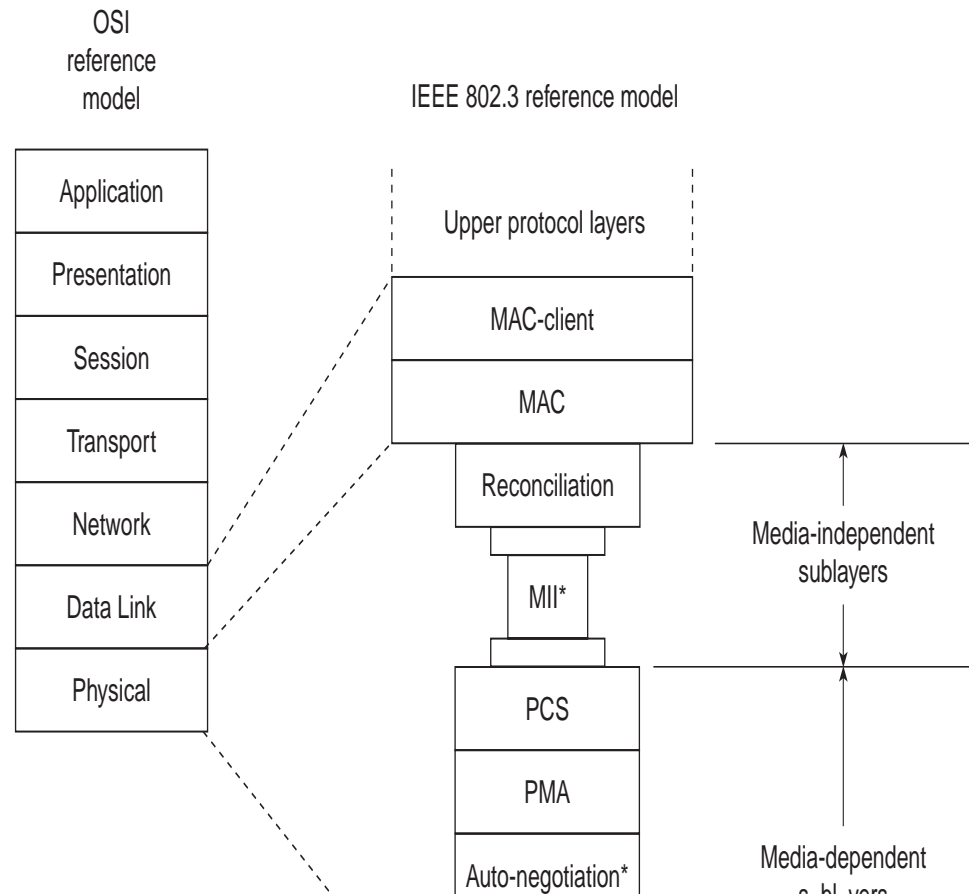 OSI
reference
model
IEEE 802.3 reference model
Application
Presentation
Session
Transport
Network
Data Link
Physical
Upper protocol layers
MAC-client
MAC
Reconciliation
MII*
PCS
PMA
Auto-negotiation*
Media-independent
sublayers
Media-dependent